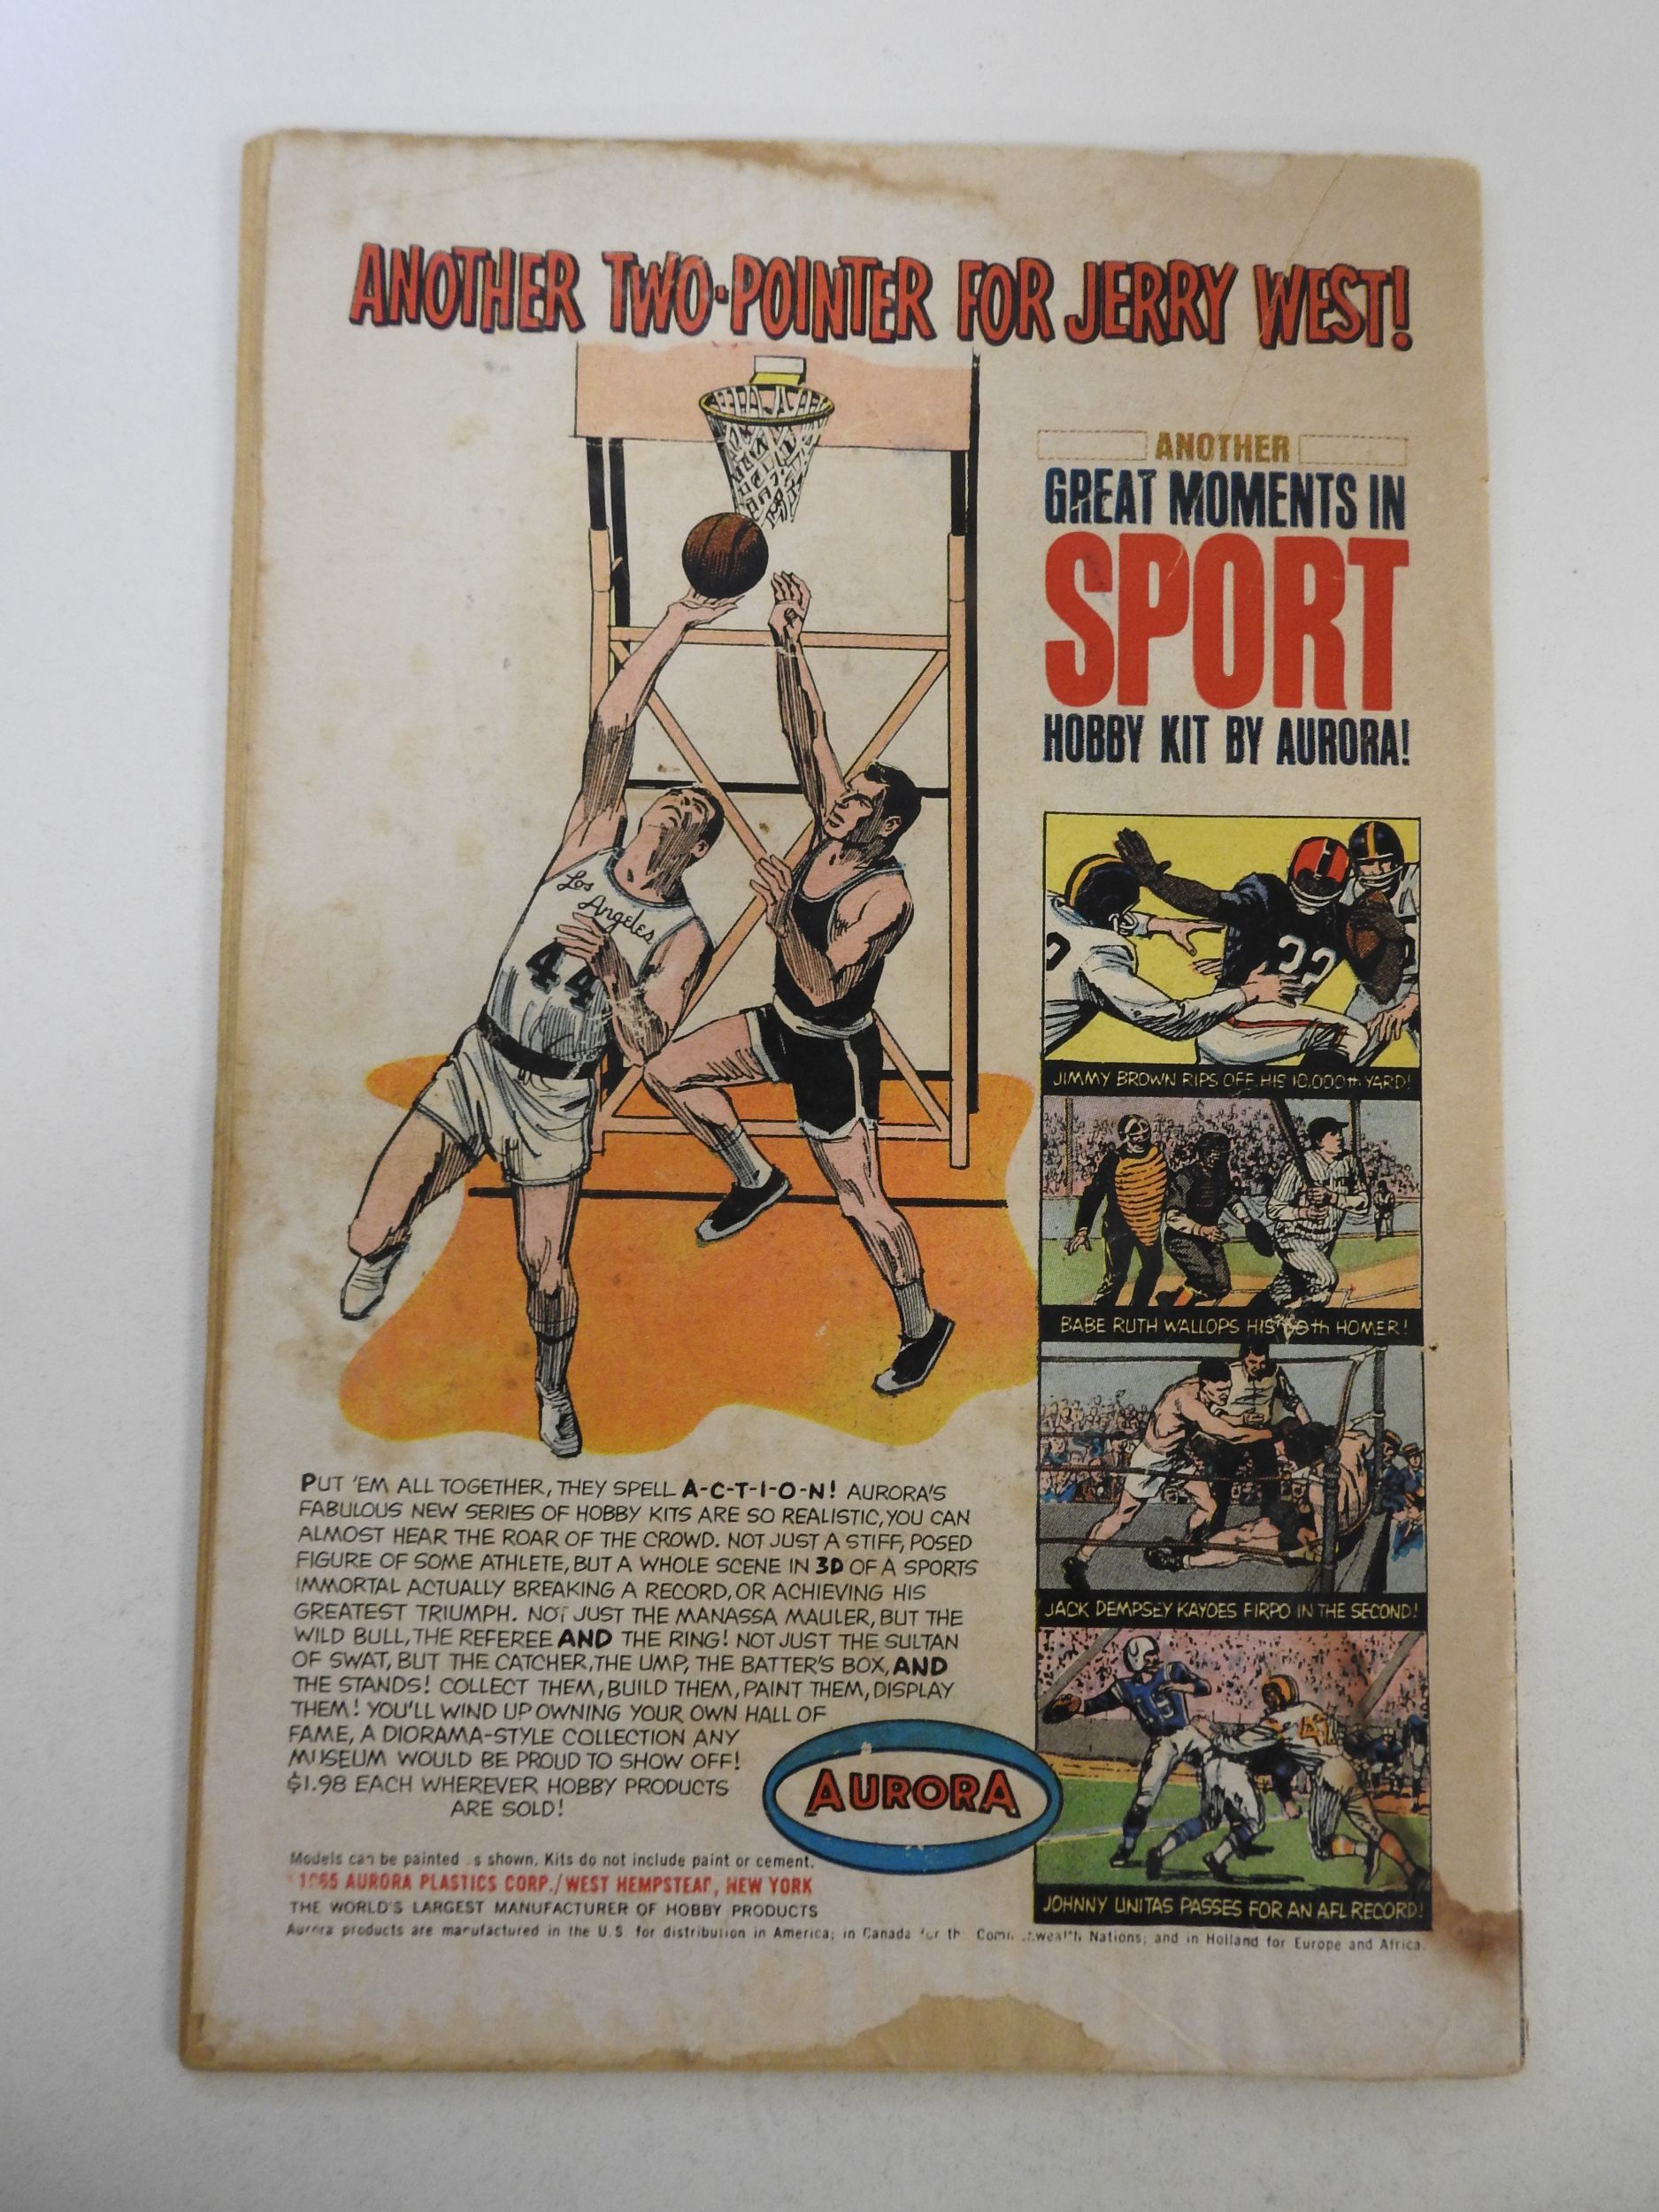 ANOTHER TWO-POINTER FOR JERRY WEST!
ANOTHER
GREAT MOMENTS IN
SPORT
HOBBY KIT BY AURORA!
Los
Angeles
44
32
JIMMY BROWN RIPS OFF HIS 10,000th YARD!
BABE RUTH WALLOPS HIS 60th HOMER!
JACK DEMPSEY KAYOES FIRPO IN THE SECOND!
JOHNNY UNITAS PASSES FOR AN AFL RECORD!
PUT 'EM ALL TOGETHER, THEY SPELL A-C-T-I-O-N! AURORA'S
FABULOUS NEW SERIES OF HOBBY KITS ARE SO REALISTIC, YOU CAN
ALMOST HEAR THE ROAR OF THE CROWD. NOT JUST A STIFF, POSED
FIGURE OF SOME ATHLETE, BUT A WHOLE SCENE IN 3D OF A SPORTS
IMMORTAL ACTUALLY BREAKING A RECORD, OR ACHIEVING HIS
GREATEST TRIUMPH. NOT JUST THE MANASSA MAULER, BUT THE
WILD BULL, THE REFEREE AND THE RING! NOT JUST THE SULTAN
OF SWAT, BUT THE CATCHER, THE UMP, THE BATTER'S BOX, AND
THE STANDS! COLLECT THEM, BUILD THEM, PAINT THEM, DISPLAY
THEM! YOU'LL WIND UP OWNING YOUR OWN HALL OF
FAME, A DIORAMA-STYLE COLLECTION ANY
MUSEUM WOULD BE PROUD TO SHOW OFF!
$1.98 EACH WHEREVER HOBBY PRODUCTS
ARE SOLD!
AURORA
Models can be painted as shown. Kits do not include paint or cement.
1965 AURORA PLASTICS CORP./WEST HEMPSTEAD, NEW YORK
THE WORLD'S LARGEST MANUFACTURER OF HOBBY PRODUCTS
Aurora products are manufactured in the U.S. for distribution in America; in Canada for the Commonwealth Nations; and in Holland for Europe and Africa.